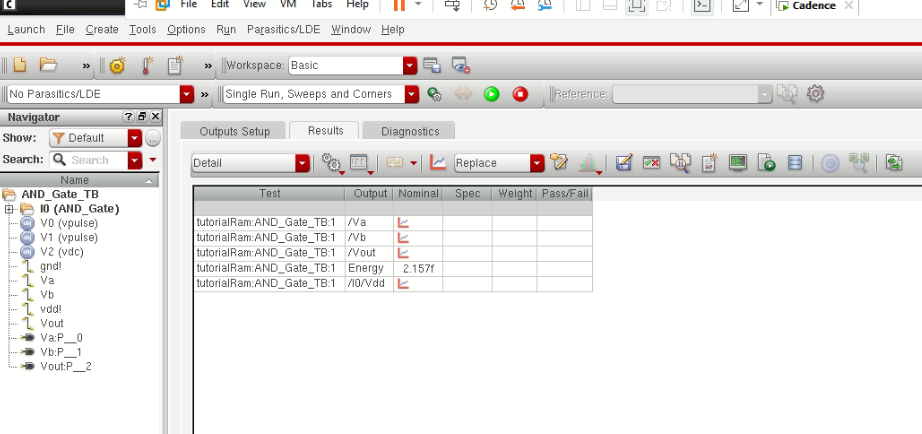 File Edit View VM Tabs Help Cadence
Launch File Create Tools Options Run Parasitics/LDE Window Help
» » Workspace: Basic
No Parasitics/LDE » Single Run, Sweeps and Corners Reference:
Navigator
Show: Default
Search: Search
Name
AND_Gate_TB
I0 (AND_Gate)
V0 (vpulse)
V1 (vpulse)
V2 (vdc)
gnd!
Va
Vb
vdd!
Vout
Va:P__0
Vb:P__1
Vout:P__2
Outputs Setup Results Diagnostics
Detail Replace
Test Output Nominal Spec Weight Pass/Fail
tutorialRam:AND_Gate_TB:1 /Va
tutorialRam:AND_Gate_TB:1 /Vb
tutorialRam:AND_Gate_TB:1 /Vout
tutorialRam:AND_Gate_TB:1 Energy 2.157f
tutorialRam:AND_Gate_TB:1 /I0/Vdd